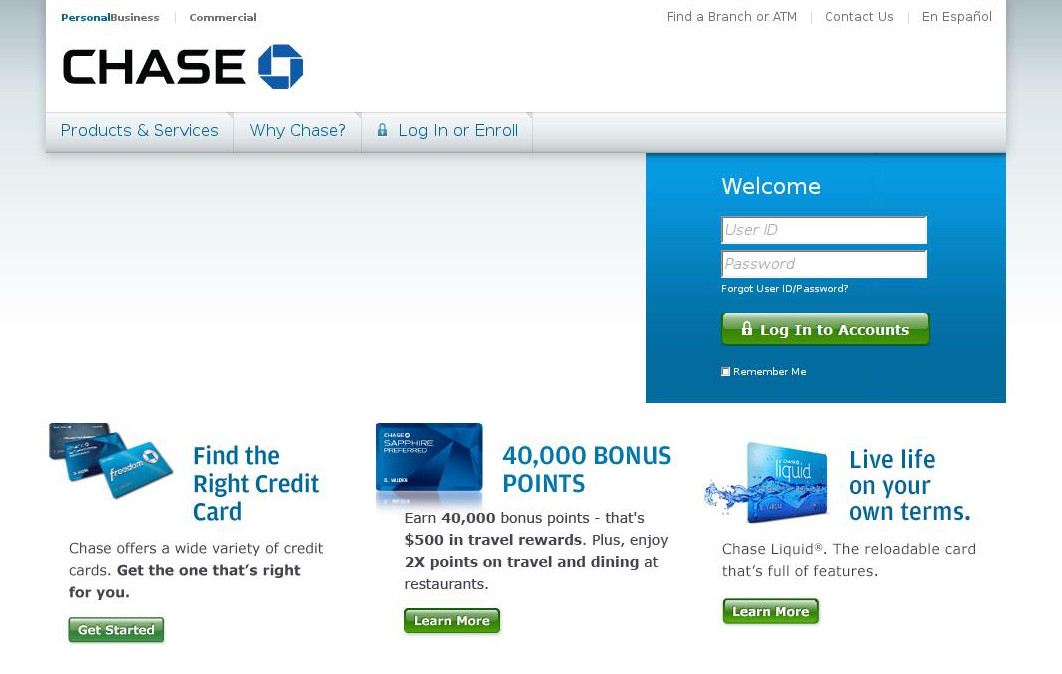 PersonalBusiness
Commercial
Find a Branch or ATM
Contact Us
En Español
CHASE
Products & Services
Why Chase?
Log In or Enroll
Welcome
User ID
Password
Forgot User ID/Password?
Log In to Accounts
Remember Me
freedom
Find the
Right Credit
Card
Chase offers a wide variety of credit
cards. Get the one that's right
for you.
Get Started
CHASE
SAPPHIRE
PREFERRED
40,000 BONUS
POINTS
Earn 40,000 bonus points - that's
$500 in travel rewards. Plus, enjoy
2X points on travel and dining at
restaurants.
Learn More
CHASE
liquid
Live life
on your
own terms.
Chase Liquid®. The reloadable card
that's full of features.
Learn More